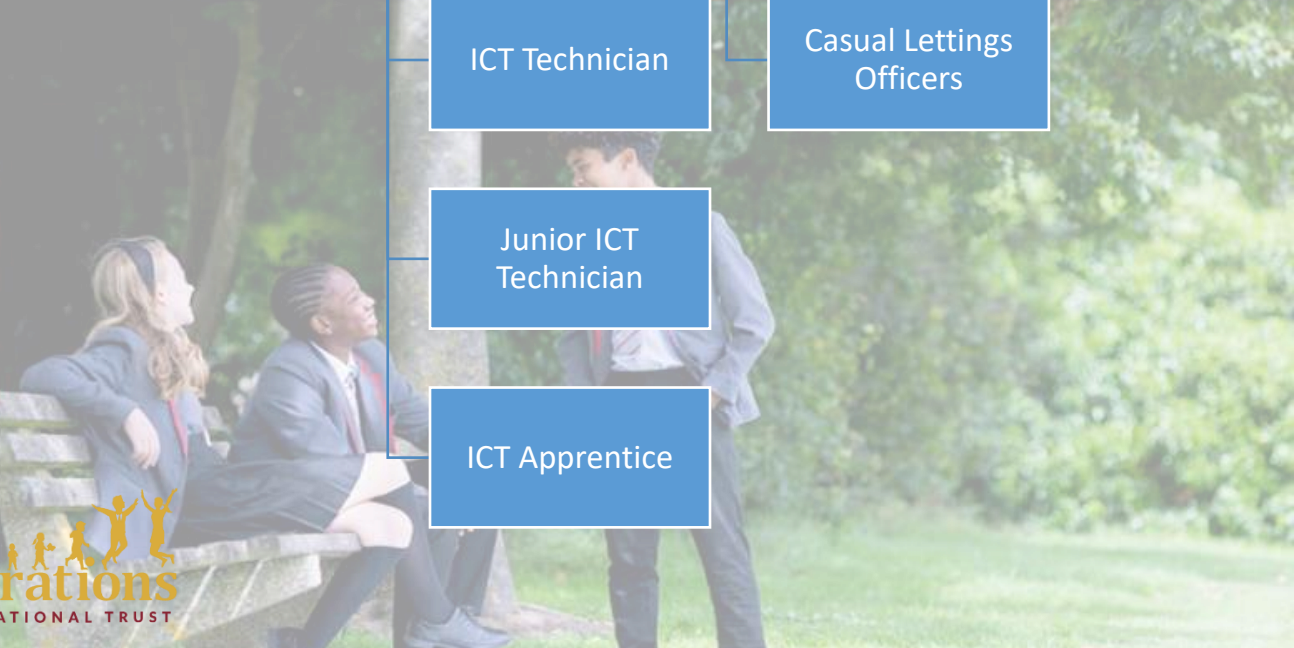 ICT Technician
Casual Lettings
Officers
Junior ICT
Technician
ICT Apprentice
rations
ATIONAL TRUST